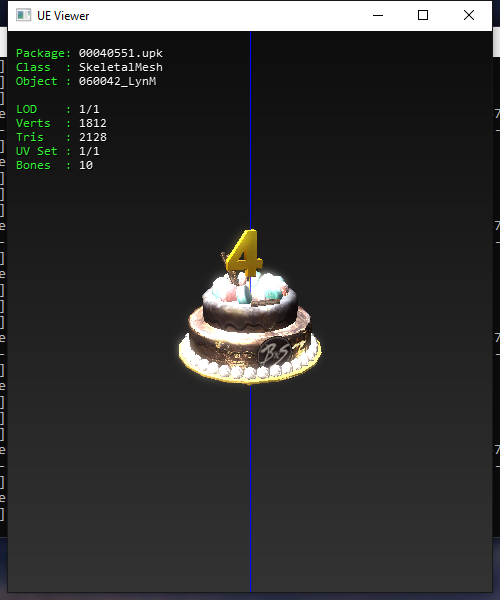 UE Viewer
Package: 00040551.upk
Class  : SkeletalMesh
Object : 060042_LynM
LOD    : 1/1
Verts  : 1812
Tris   : 2128
UV Set : 1/1
Bones  : 10
4